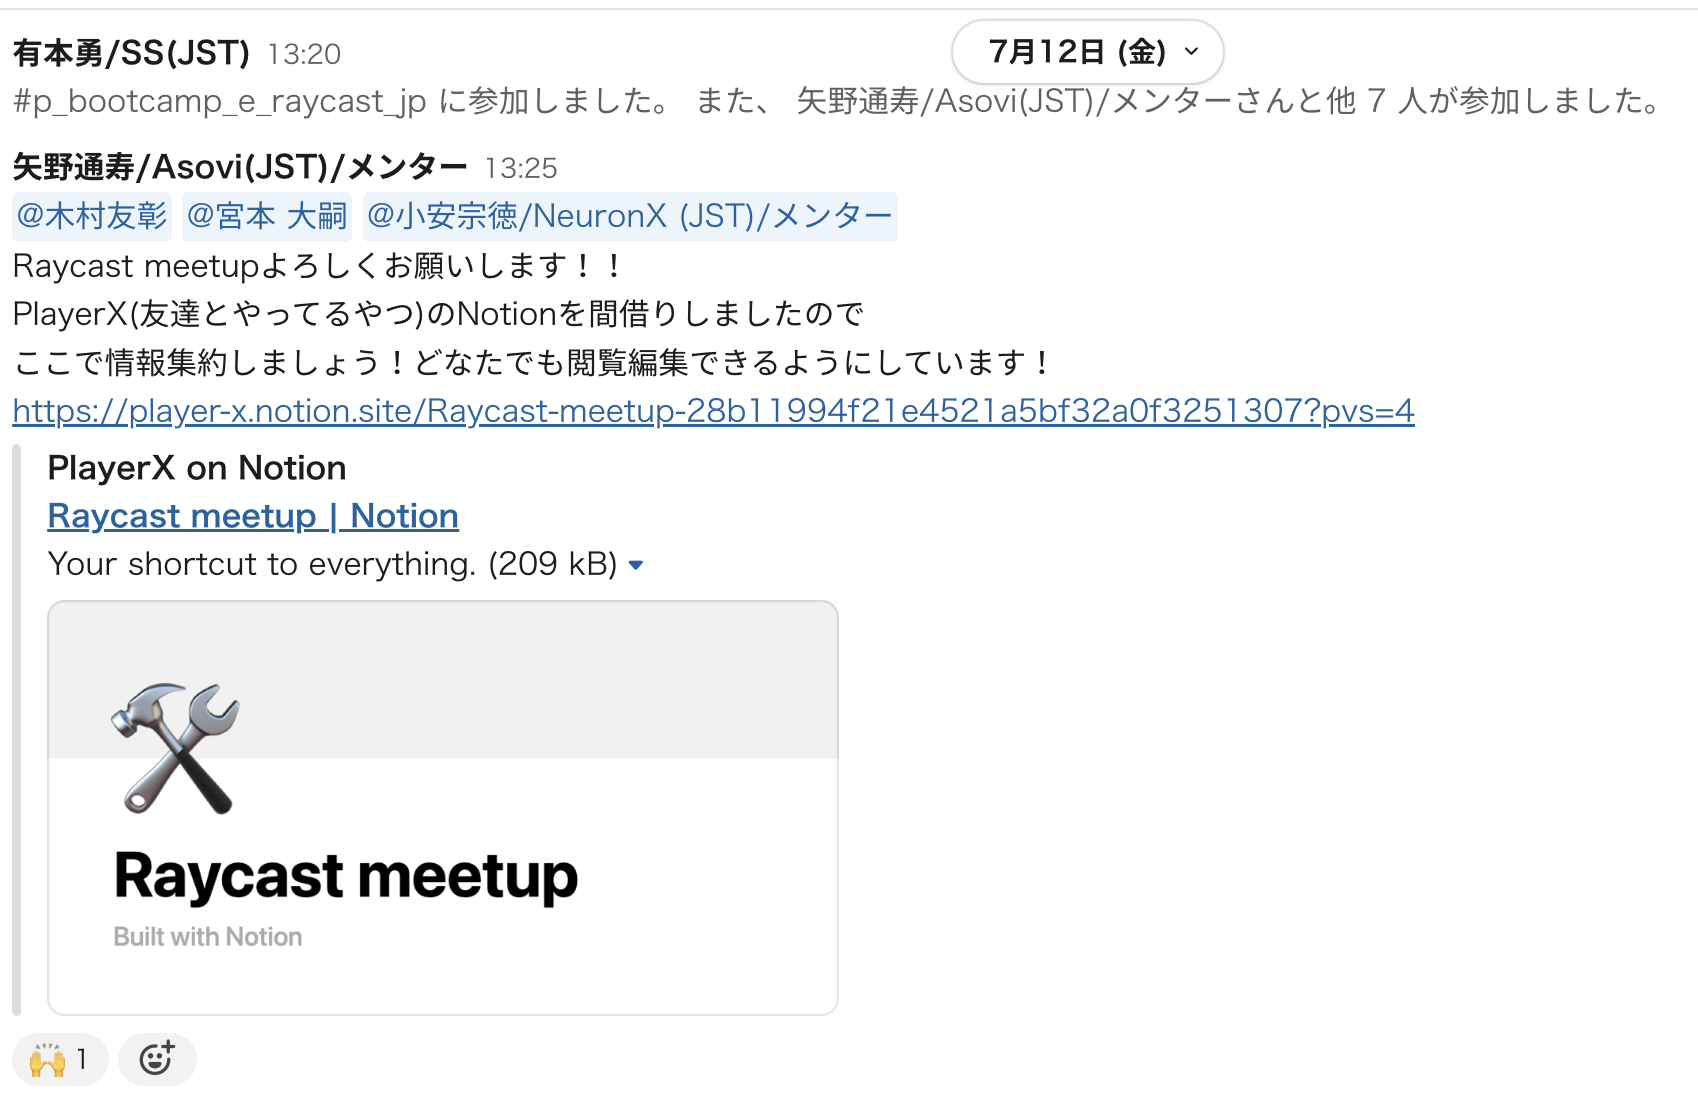 有本勇/SS(JST) 13:20
7月12日 (金)
#p_bootcamp_e_raycast_jp に参加しました。 また、 矢野通寿/Asovi(JST)/メンターさんと他 7 人が参加しました。
矢野通寿/Asovi(JST)/メンター 13:25
@木村友彰 @宮本 大嗣 @小安宗徳/NeuronX (JST)/メンター
Raycast meetupよろしくお願いします！！
PlayerX(友達とやってるやつ)のNotionを間借りしましたので
ここで情報集約しましょう！どなたでも閲覧編集できるようにしています！
https://player-x.notion.site/Raycast-meetup-28b11994f21e4521a5bf32a0f3251307?pvs=4
PlayerX on Notion
Raycast meetup | Notion
Your shortcut to everything. (209 kB)
Raycast meetup
Built with Notion
1